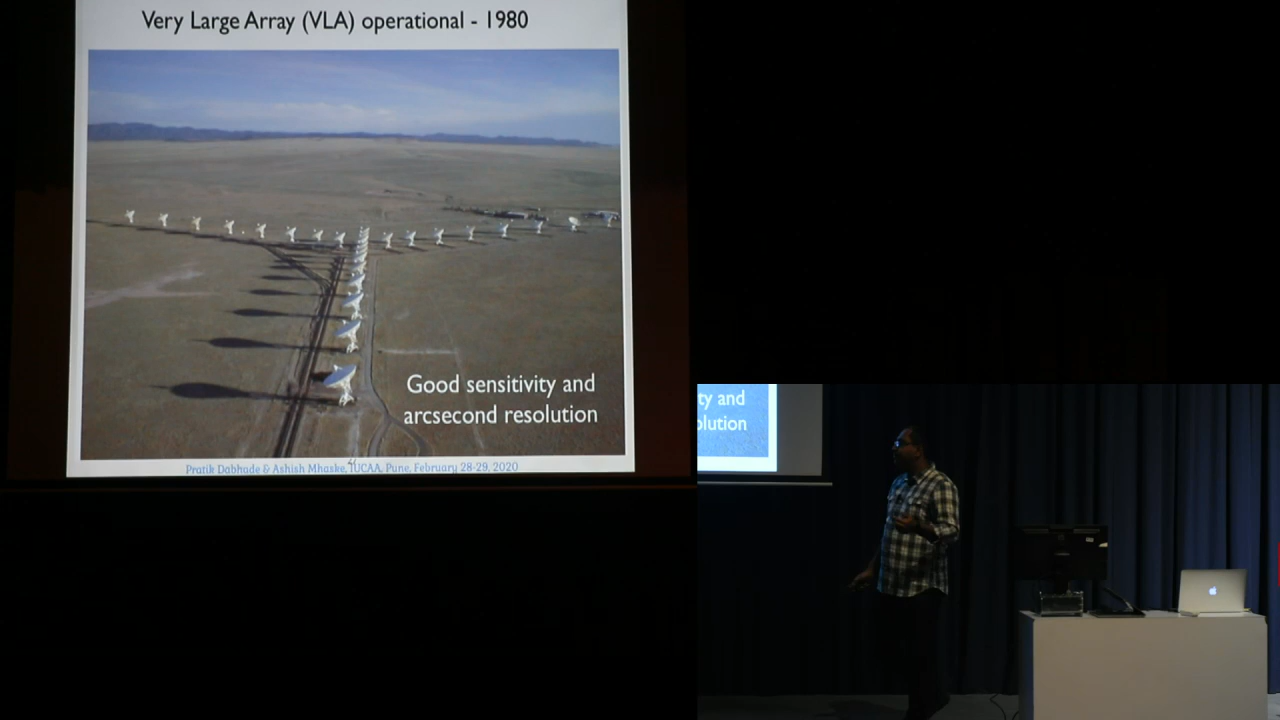 Very Large Array (VLA) operational - 1980
Good sensitivity and
arcsecond resolution
Pratik Dabhade & Ashish Mhaske, IUCAA, Pune, February 28-29, 2020
ty and
olution